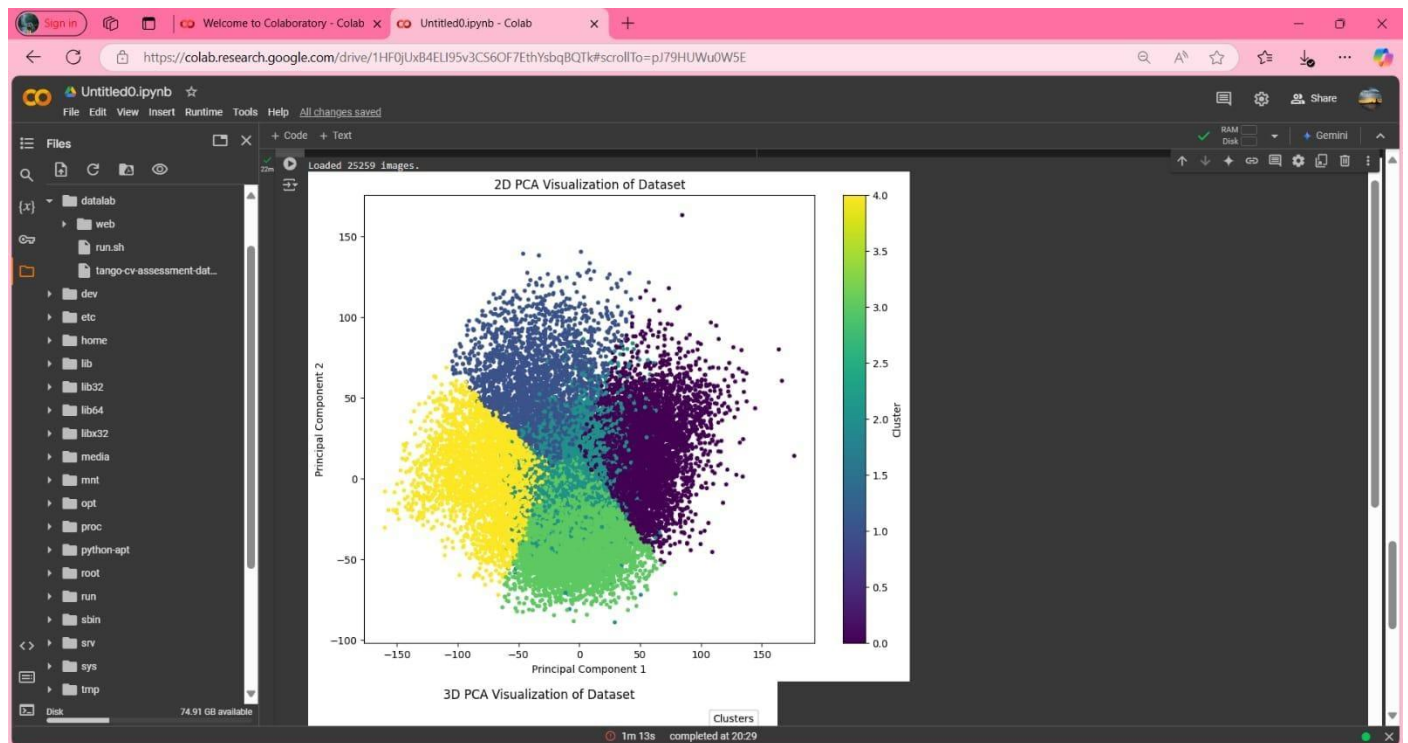 Sign in
Welcome to Colaboratory - Colab
Untitled0.ipynb - Colab
https://colab.research.google.com/drive/1HF0jUxB4ELI95v3CS6OF7EthYsbqBQTk#scrollTo=pJ79HUWu0W5E
Untitled0.ipynb
File Edit View Insert Runtime Tools Help All changes saved
Share
Files
+ Code + Text
RAM
Disk
Gemini
datalab
web
run.sh
tango-cv-assessment-dat...
dev
etc
home
lib
lib32
lib64
libx32
media
mnt
opt
proc
python-apt
root
run
sbin
srv
sys
tmp
Disk 74.91 GB available
22m
Loaded 25259 images.
2D PCA Visualization of Dataset
150
100
50
0
−50
−100
Principal Component 2
−150 −100 −50 0 50 100 150
Principal Component 1
4.0
3.5
3.0
2.5
2.0
1.5
1.0
0.5
0.0
Cluster
3D PCA Visualization of Dataset
Clusters
1m 13s completed at 20:29